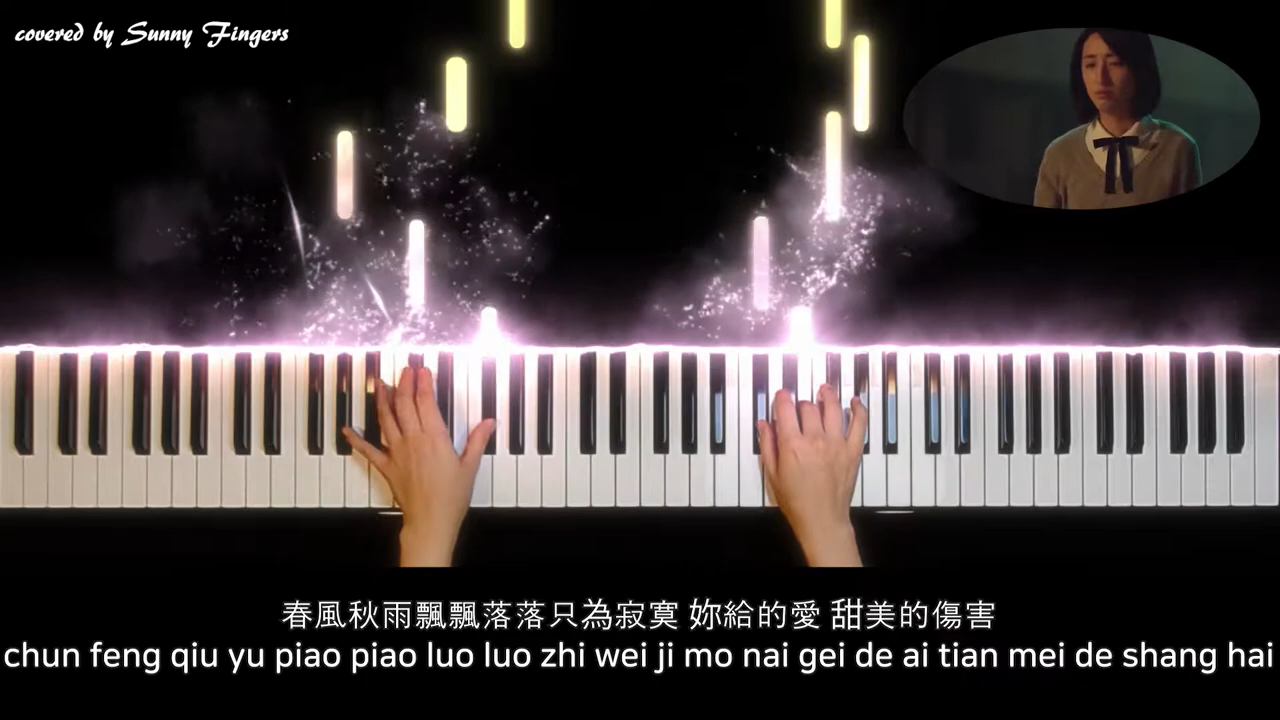 covered by Sunny Fingers
春風秋雨飄飄落落只為寂寞 妳給的愛 甜美的傷害
chun feng qiu yu piao piao luo luo zhi wei ji mo nai gei de ai tian mei de shang hai